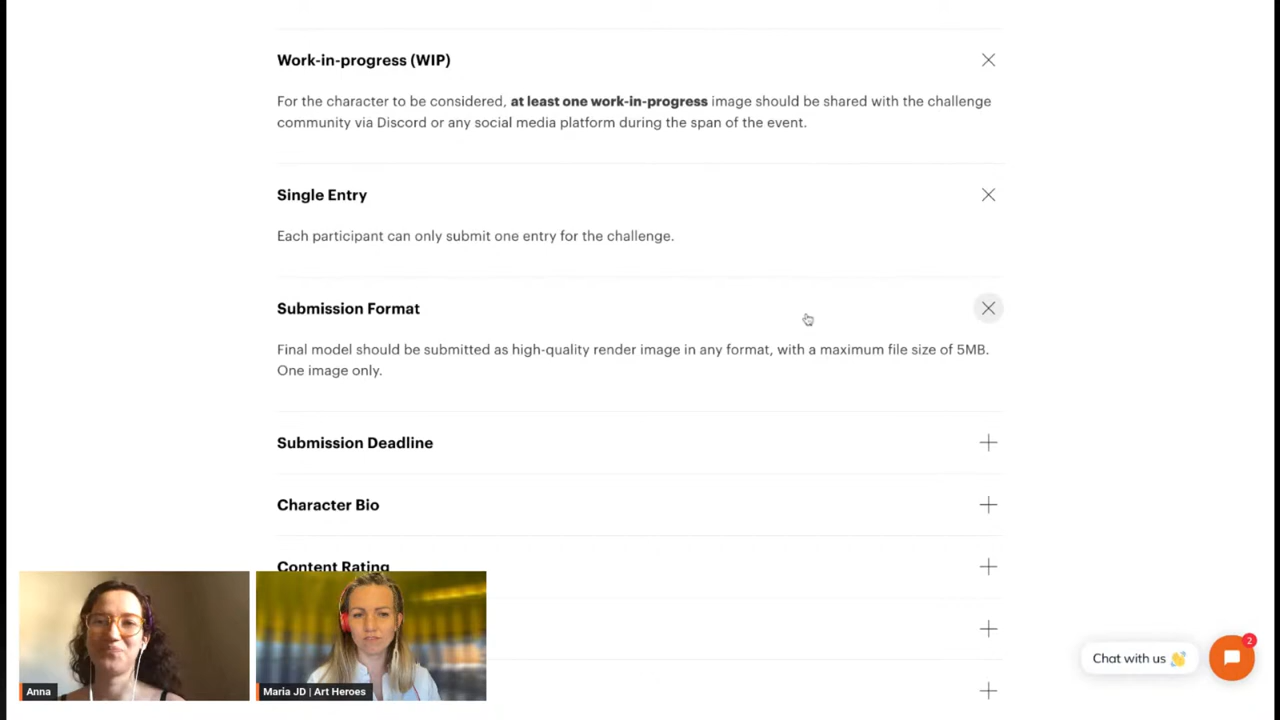 Work-in-progress (WIP)
For the character to be considered, at least one work-in-progress image should be shared with the challenge
community via Discord or any social media platform during the span of the event.
Single Entry
Each participant can only submit one entry for the challenge.
Submission Format
Final model should be submitted as high-quality render image in any format, with a maximum file size of 5MB.
One image only.
Submission Deadline
Character Bio
Content Rating
Anna
Maria JD | Art Heroes
Chat with us 👋
2